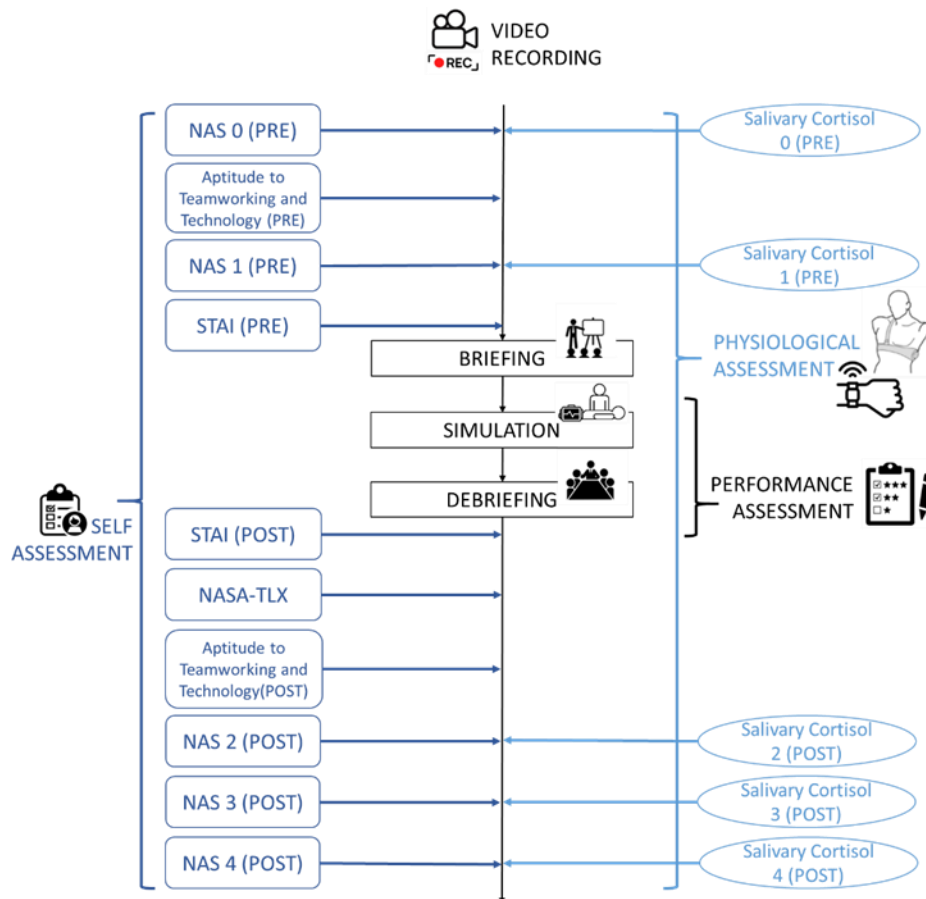 VIDEO
RECORDING
REC
NAS 0 (PRE)
Salivary Cortisol
0 (PRE)
Aptitude to
Teamworking and
Technology (PRE)
NAS 1 (PRE)
Salivary Cortisol
1 (PRE)
STAI (PRE)
PHYSIOLOGICAL
ASSESSMENT
BRIEFING
SIMULATION
DEBRIEFING
PERFORMANCE
ASSESSMENT
SELF
ASSESSMENT
STAI (POST)
NASA-TLX
Aptitude to
Teamworking and
Technology(POST)
NAS 2 (POST)
Salivary Cortisol
2 (POST)
NAS 3 (POST)
Salivary Cortisol
3 (POST)
NAS 4 (POST)
Salivary Cortisol
4 (POST)